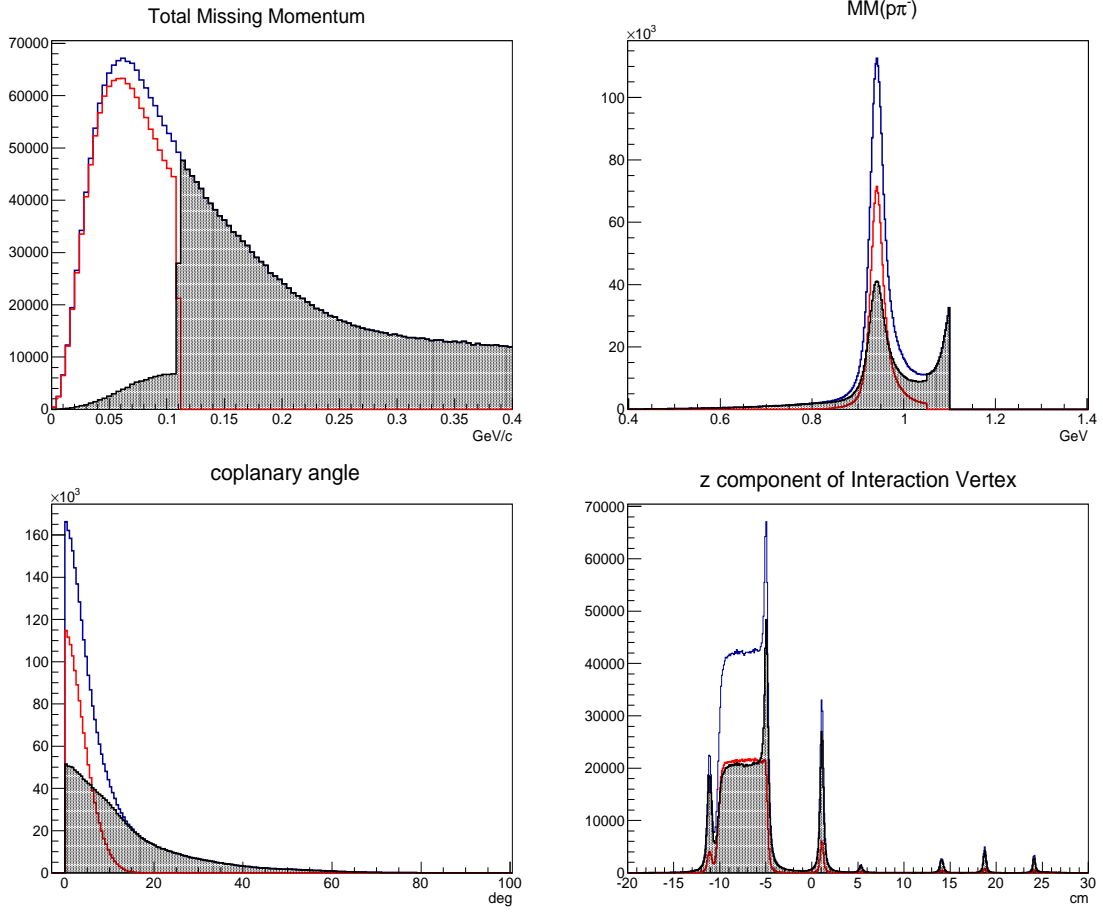 Total Missing Momentum
70000
60000
50000
40000
30000
20000
10000
0
0 0.05 0.1 0.15 0.2 0.25 0.3 0.35 0.4
GeV/c
MM(pπ⁻)
×10³
100
80
60
40
20
0
0.4 0.6 0.8 1 1.2 1.4
GeV
coplanary angle
×10³
160
140
120
100
80
60
40
20
0
0 20 40 60 80 100
deg
z component of Interaction Vertex
70000
60000
50000
40000
30000
20000
10000
0
-20 -15 -10 -5 0 5 10 15 20 25 30
cm